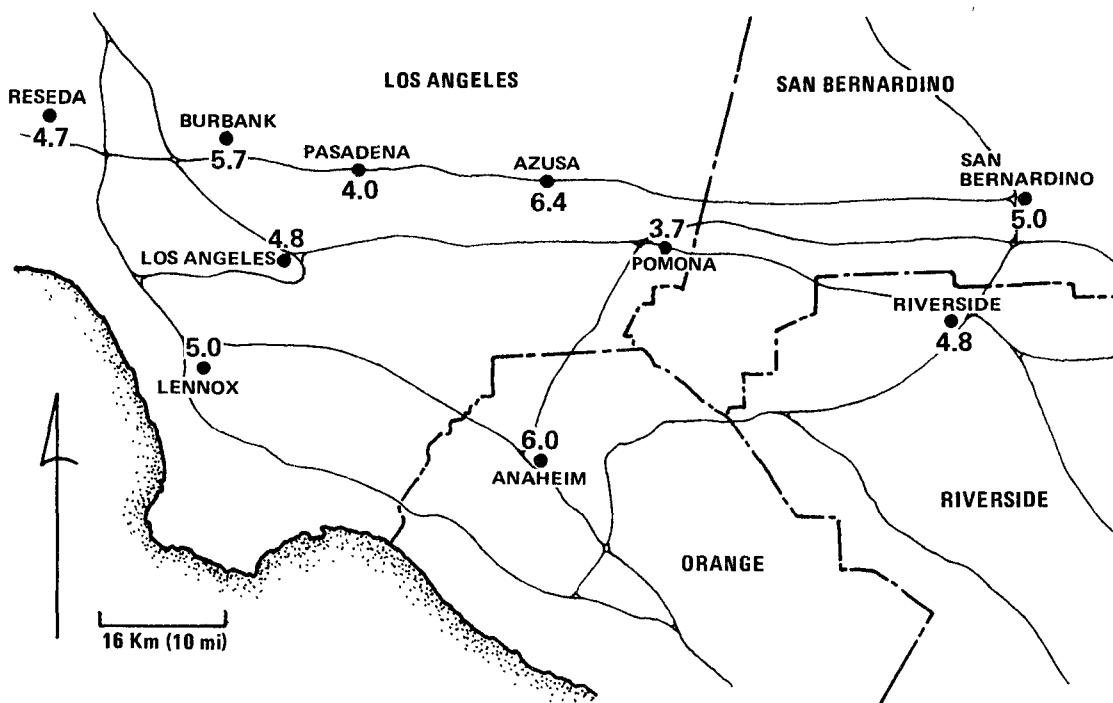 LOS ANGELES
SAN BERNARDINO
RESEDA
4.7
BURBANK
5.7
PASADENA
4.0
AZUSA
6.4
SAN
BERNARDINO
5.0
4.8
LOS ANGELES
3.7
POMONA
RIVERSIDE
4.8
5.0
LENNOX
6.0
ANAHEIM
RIVERSIDE
ORANGE
16 Km (10 mi)